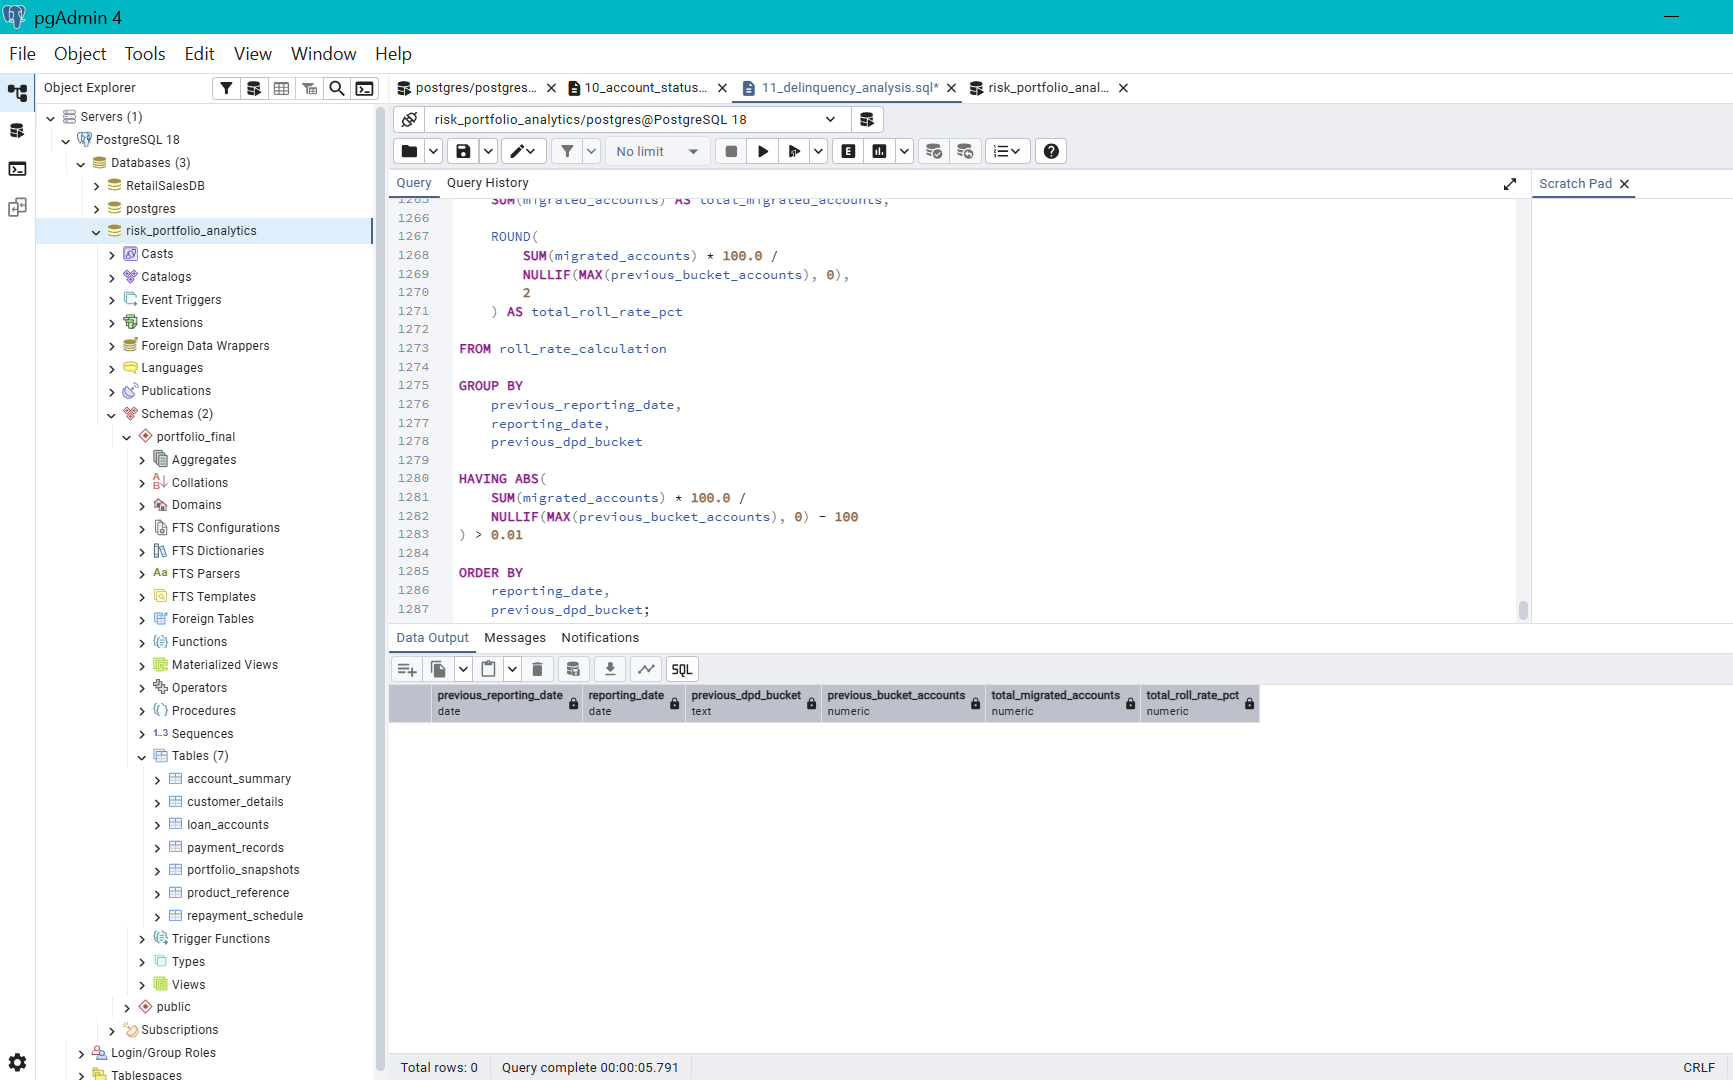 pgAdmin 4
File Object Tools Edit View Window Help
Object Explorer
postgres/postgres...
10_account_status...
11_delinquency_analysis.sql*
risk_portfolio_anal...
Servers (1)
PostgreSQL 18
Databases (3)
RetailSalesDB
postgres
risk_portfolio_analytics
Casts
Catalogs
Event Triggers
Extensions
Foreign Data Wrappers
Languages
Publications
Schemas (2)
portfolio_final
Aggregates
Collations
Domains
FTS Configurations
FTS Dictionaries
Aa FTS Parsers
FTS Templates
Foreign Tables
Functions
Materialized Views
Operators
Procedures
1..3 Sequences
Tables (7)
account_summary
customer_details
loan_accounts
payment_records
portfolio_snapshots
product_reference
repayment_schedule
Trigger Functions
Types
Views
public
Subscriptions
Login/Group Roles
Tablespaces
risk_portfolio_analytics/postgres@PostgreSQL 18
No limit
E
Query Query History
Scratch Pad
1265 SUM(migrated_accounts) AS total_migrated_accounts,
1266
1267 ROUND(
1268 SUM(migrated_accounts) * 100.0 /
1269 NULLIF(MAX(previous_bucket_accounts), 0),
1270 2
1271 ) AS total_roll_rate_pct
1272
1273 FROM roll_rate_calculation
1274
1275 GROUP BY
1276 previous_reporting_date,
1277 reporting_date,
1278 previous_dpd_bucket
1279
1280 HAVING ABS(
1281 SUM(migrated_accounts) * 100.0 /
1282 NULLIF(MAX(previous_bucket_accounts), 0) - 100
1283 ) > 0.01
1284
1285 ORDER BY
1286 reporting_date,
1287 previous_dpd_bucket;
Data Output Messages Notifications
SQL
previous_reporting_date reporting_date previous_dpd_bucket previous_bucket_accounts total_migrated_accounts total_roll_rate_pct
date date text numeric numeric numeric
Total rows: 0 Query complete 00:00:05.791 CRLF